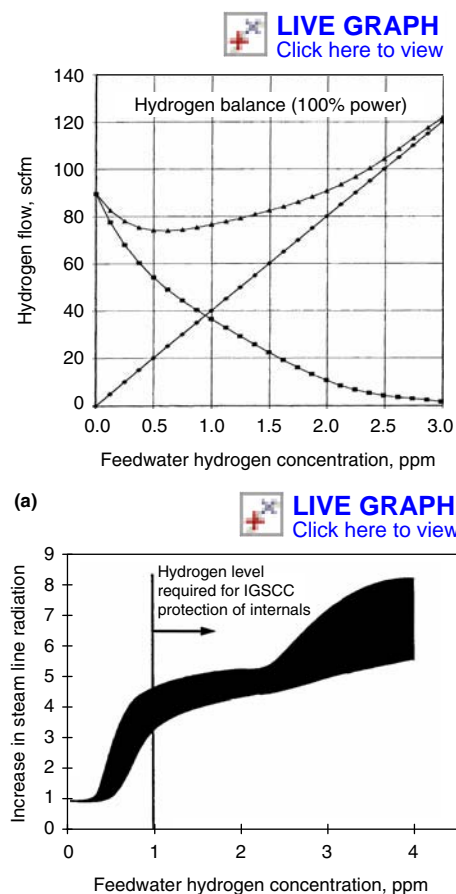 LIVE GRAPH
Click here to view
140
Hydrogen balance (100% power)
120
100
80
60
40
20
0
Hydrogen flow, scfm
0.0 0.5 1.0 1.5 2.0 2.5 3.0
Feedwater hydrogen concentration, ppm
(a)
LIVE GRAPH
Click here to view
9
Hydrogen level
required for IGSCC
protection of internals
8
7
6
5
4
3
2
1
0
Increase in steam line radiation
0 1 2 3 4
Feedwater hydrogen concentration, ppm